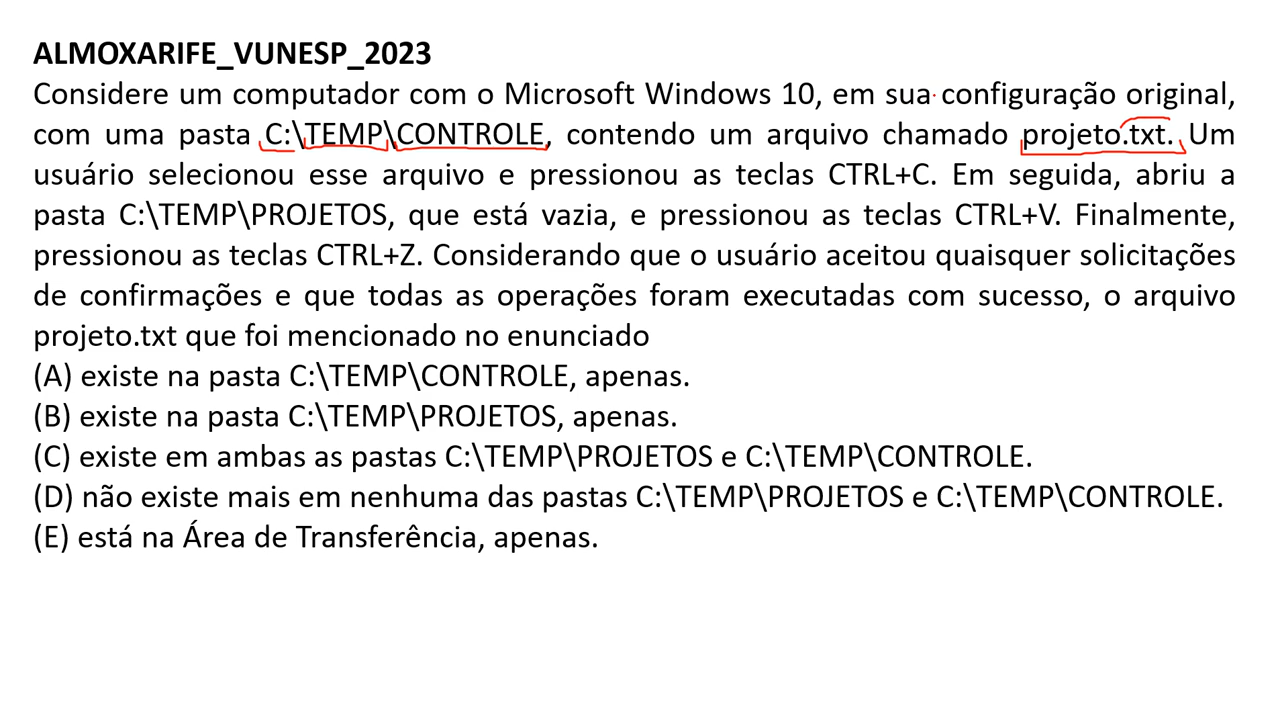 ALMOXARIFE_VUNESP_2023
Considere um computador com o Microsoft Windows 10, em sua configuração original,
com uma pasta C:\TEMP\CONTROLE, contendo um arquivo chamado projeto.txt. Um
usuário selecionou esse arquivo e pressionou as teclas CTRL+C. Em seguida, abriu a
pasta C:\TEMP\PROJETOS, que está vazia, e pressionou as teclas CTRL+V. Finalmente,
pressionou as teclas CTRL+Z. Considerando que o usuário aceitou quaisquer solicitações
de confirmações e que todas as operações foram executadas com sucesso, o arquivo
projeto.txt que foi mencionado no enunciado
(A) existe na pasta C:\TEMP\CONTROLE, apenas.
(B) existe na pasta C:\TEMP\PROJETOS, apenas.
(C) existe em ambas as pastas C:\TEMP\PROJETOS e C:\TEMP\CONTROLE.
(D) não existe mais em nenhuma das pastas C:\TEMP\PROJETOS e C:\TEMP\CONTROLE.
(E) está na Área de Transferência, apenas.